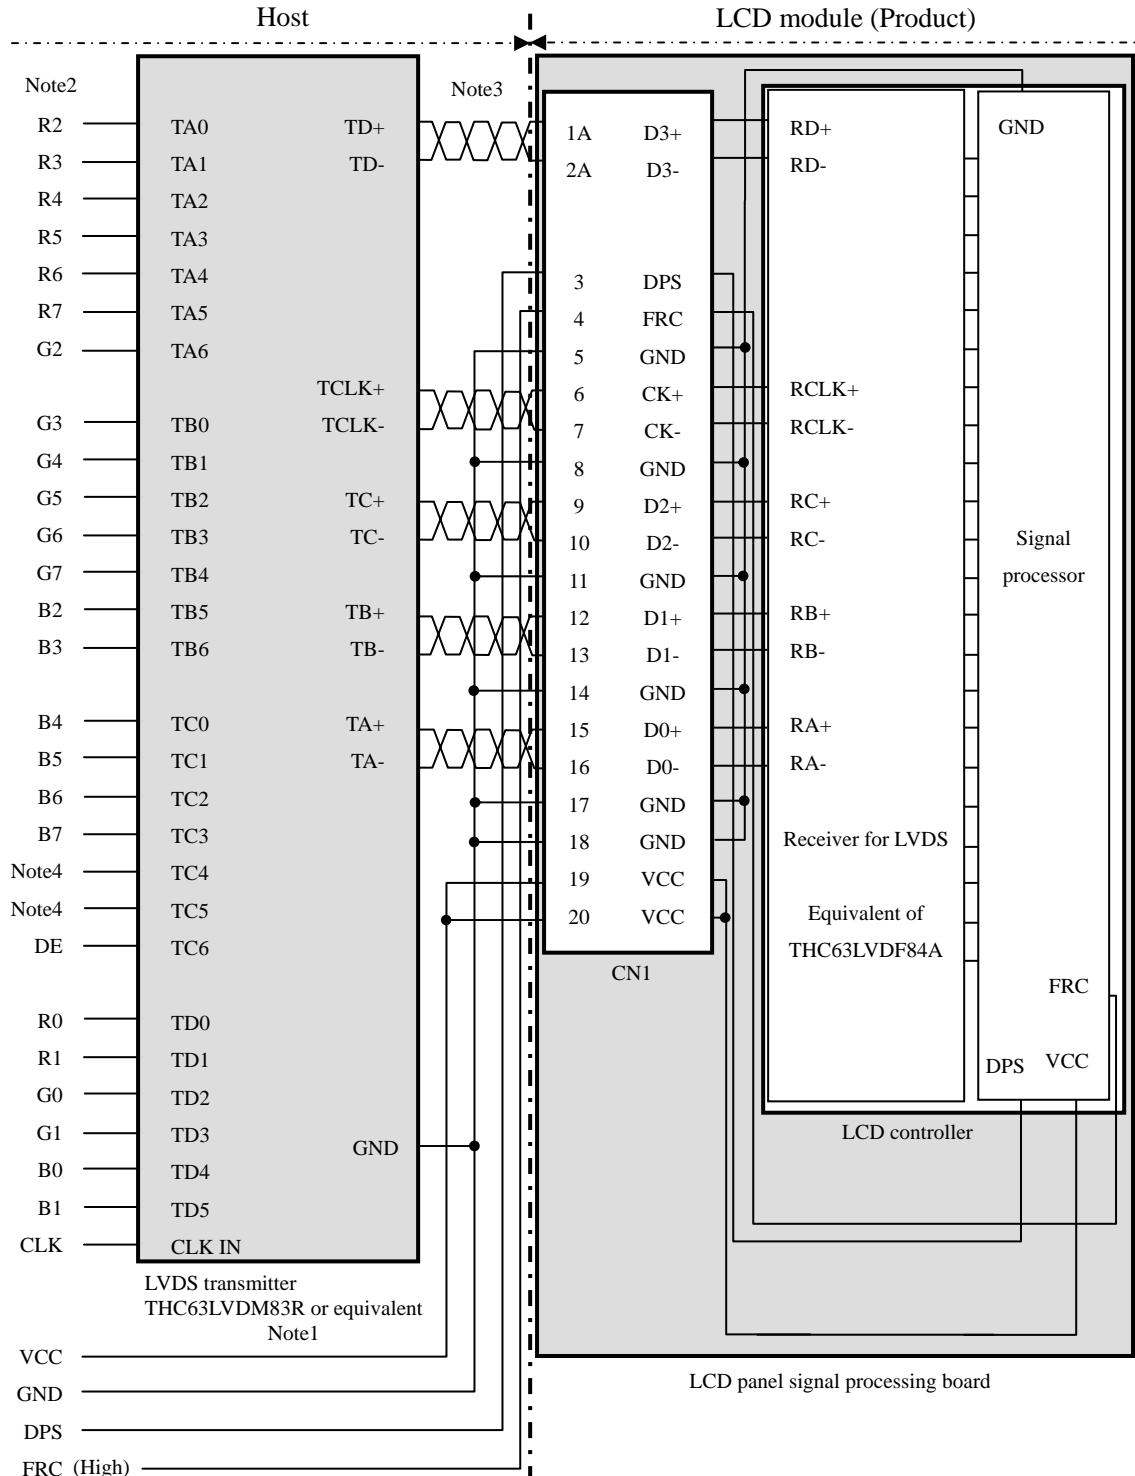 Host
LCD module (Product)
Note2
Note3
R2
R3
R4
R5
R6
R7
G2
G3
G4
G5
G6
G7
B2
B3
B4
B5
B6
B7
Note4
Note4
DE
R0
R1
G0
G1
B0
B1
CLK
TA0
TA1
TA2
TA3
TA4
TA5
TA6
TB0
TB1
TB2
TB3
TB4
TB5
TB6
TC0
TC1
TC2
TC3
TC4
TC5
TC6
TD0
TD1
TD2
TD3
TD4
TD5
CLK IN
TD+
TD-
TCLK+
TCLK-
TC+
TC-
TB+
TB-
TA+
TA-
GND
LVDS transmitter
THC63LVDM83R or equivalent
Note1
VCC
GND
DPS
FRC (High)
1A D3+
2A D3-
3 DPS
4 FRC
5 GND
6 CK+
7 CK-
8 GND
9 D2+
10 D2-
11 GND
12 D1+
13 D1-
14 GND
15 D0+
16 D0-
17 GND
18 GND
19 VCC
20 VCC
CN1
RD+
RD-
RCLK+
RCLK-
RC+
RC-
RB+
RB-
RA+
RA-
Receiver for LVDS
Equivalent of
THC63LVDF84A
GND
Signal
processor
FRC
DPS
VCC
LCD controller
LCD panel signal processing board